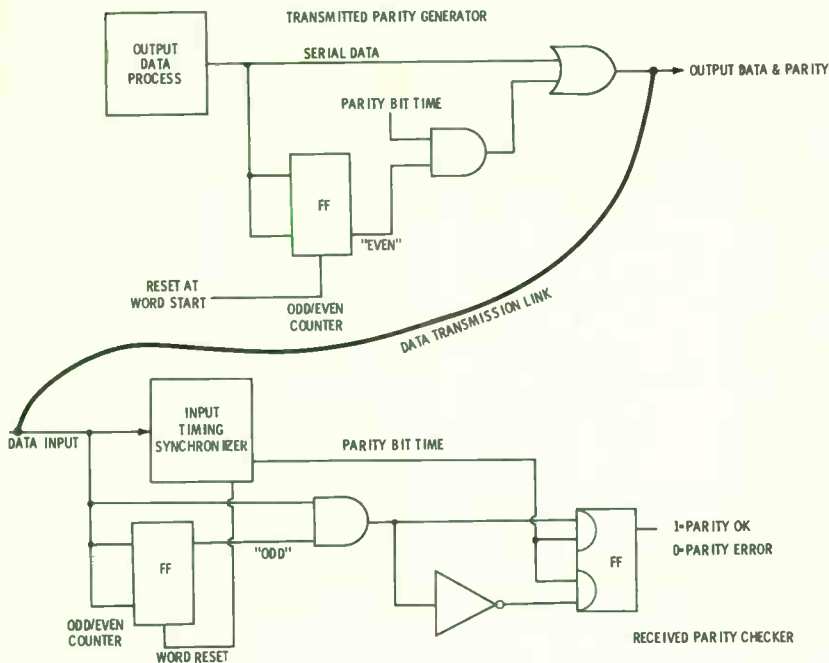 TRANSMITTED PARITY GENERATOR
OUTPUT
DATA
PROCESS
SERIAL DATA
OUTPUT DATA & PARITY
PARITY BIT TIME
FF
"EVEN"
RESET AT
WORD START
ODD/EVEN
COUNTER
DATA TRANSMISSION LINK
DATA INPUT
INPUT
TIMING
SYNCHRONIZER
PARITY BIT TIME
FF
"ODD"
1=PARITY OK
0=PARITY ERROR
FF
ODD/EVEN
COUNTER
WORD RESET
RECEIVED PARITY CHECKER